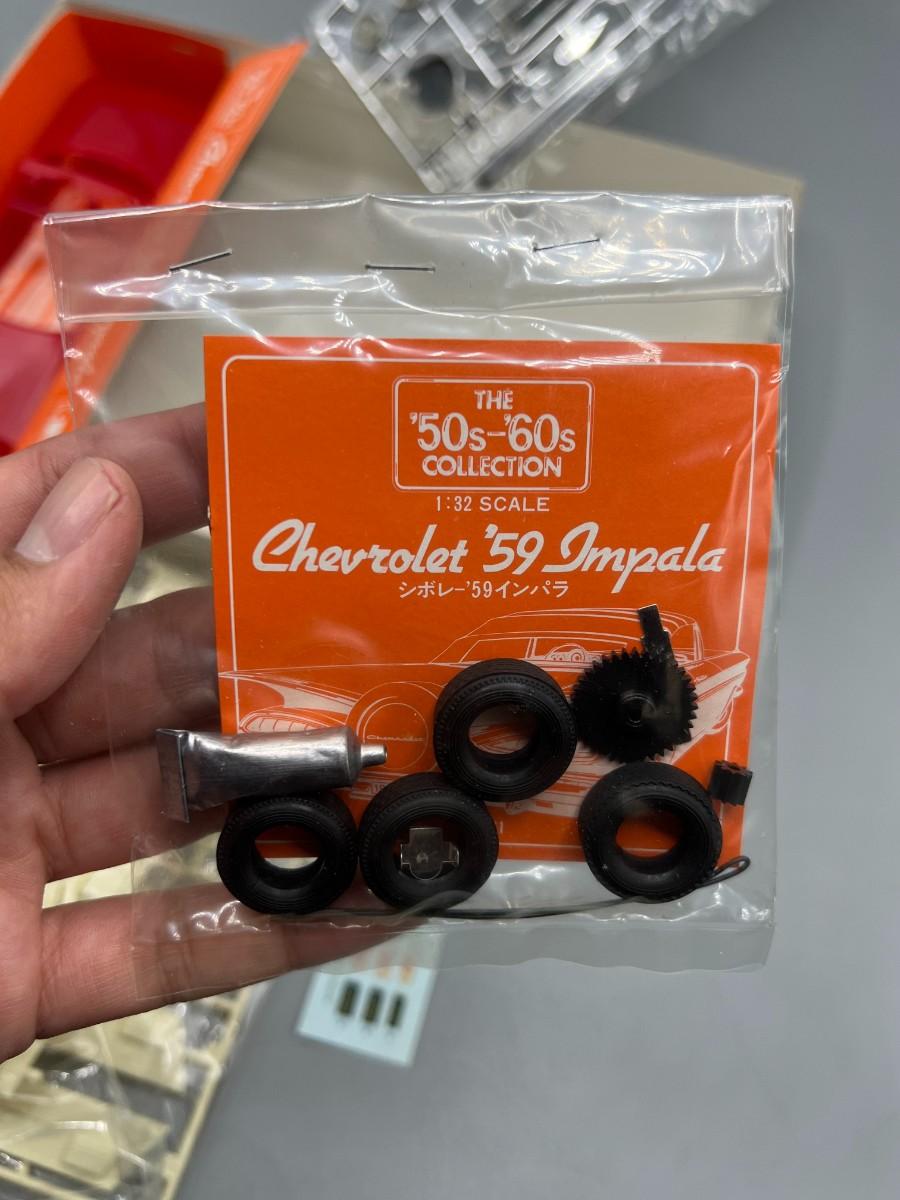 THE
'50s-'60s
COLLECTION
1:32 SCALE
Chevrolet '59 Impala
シボレー'59インパラ
Chevrolet